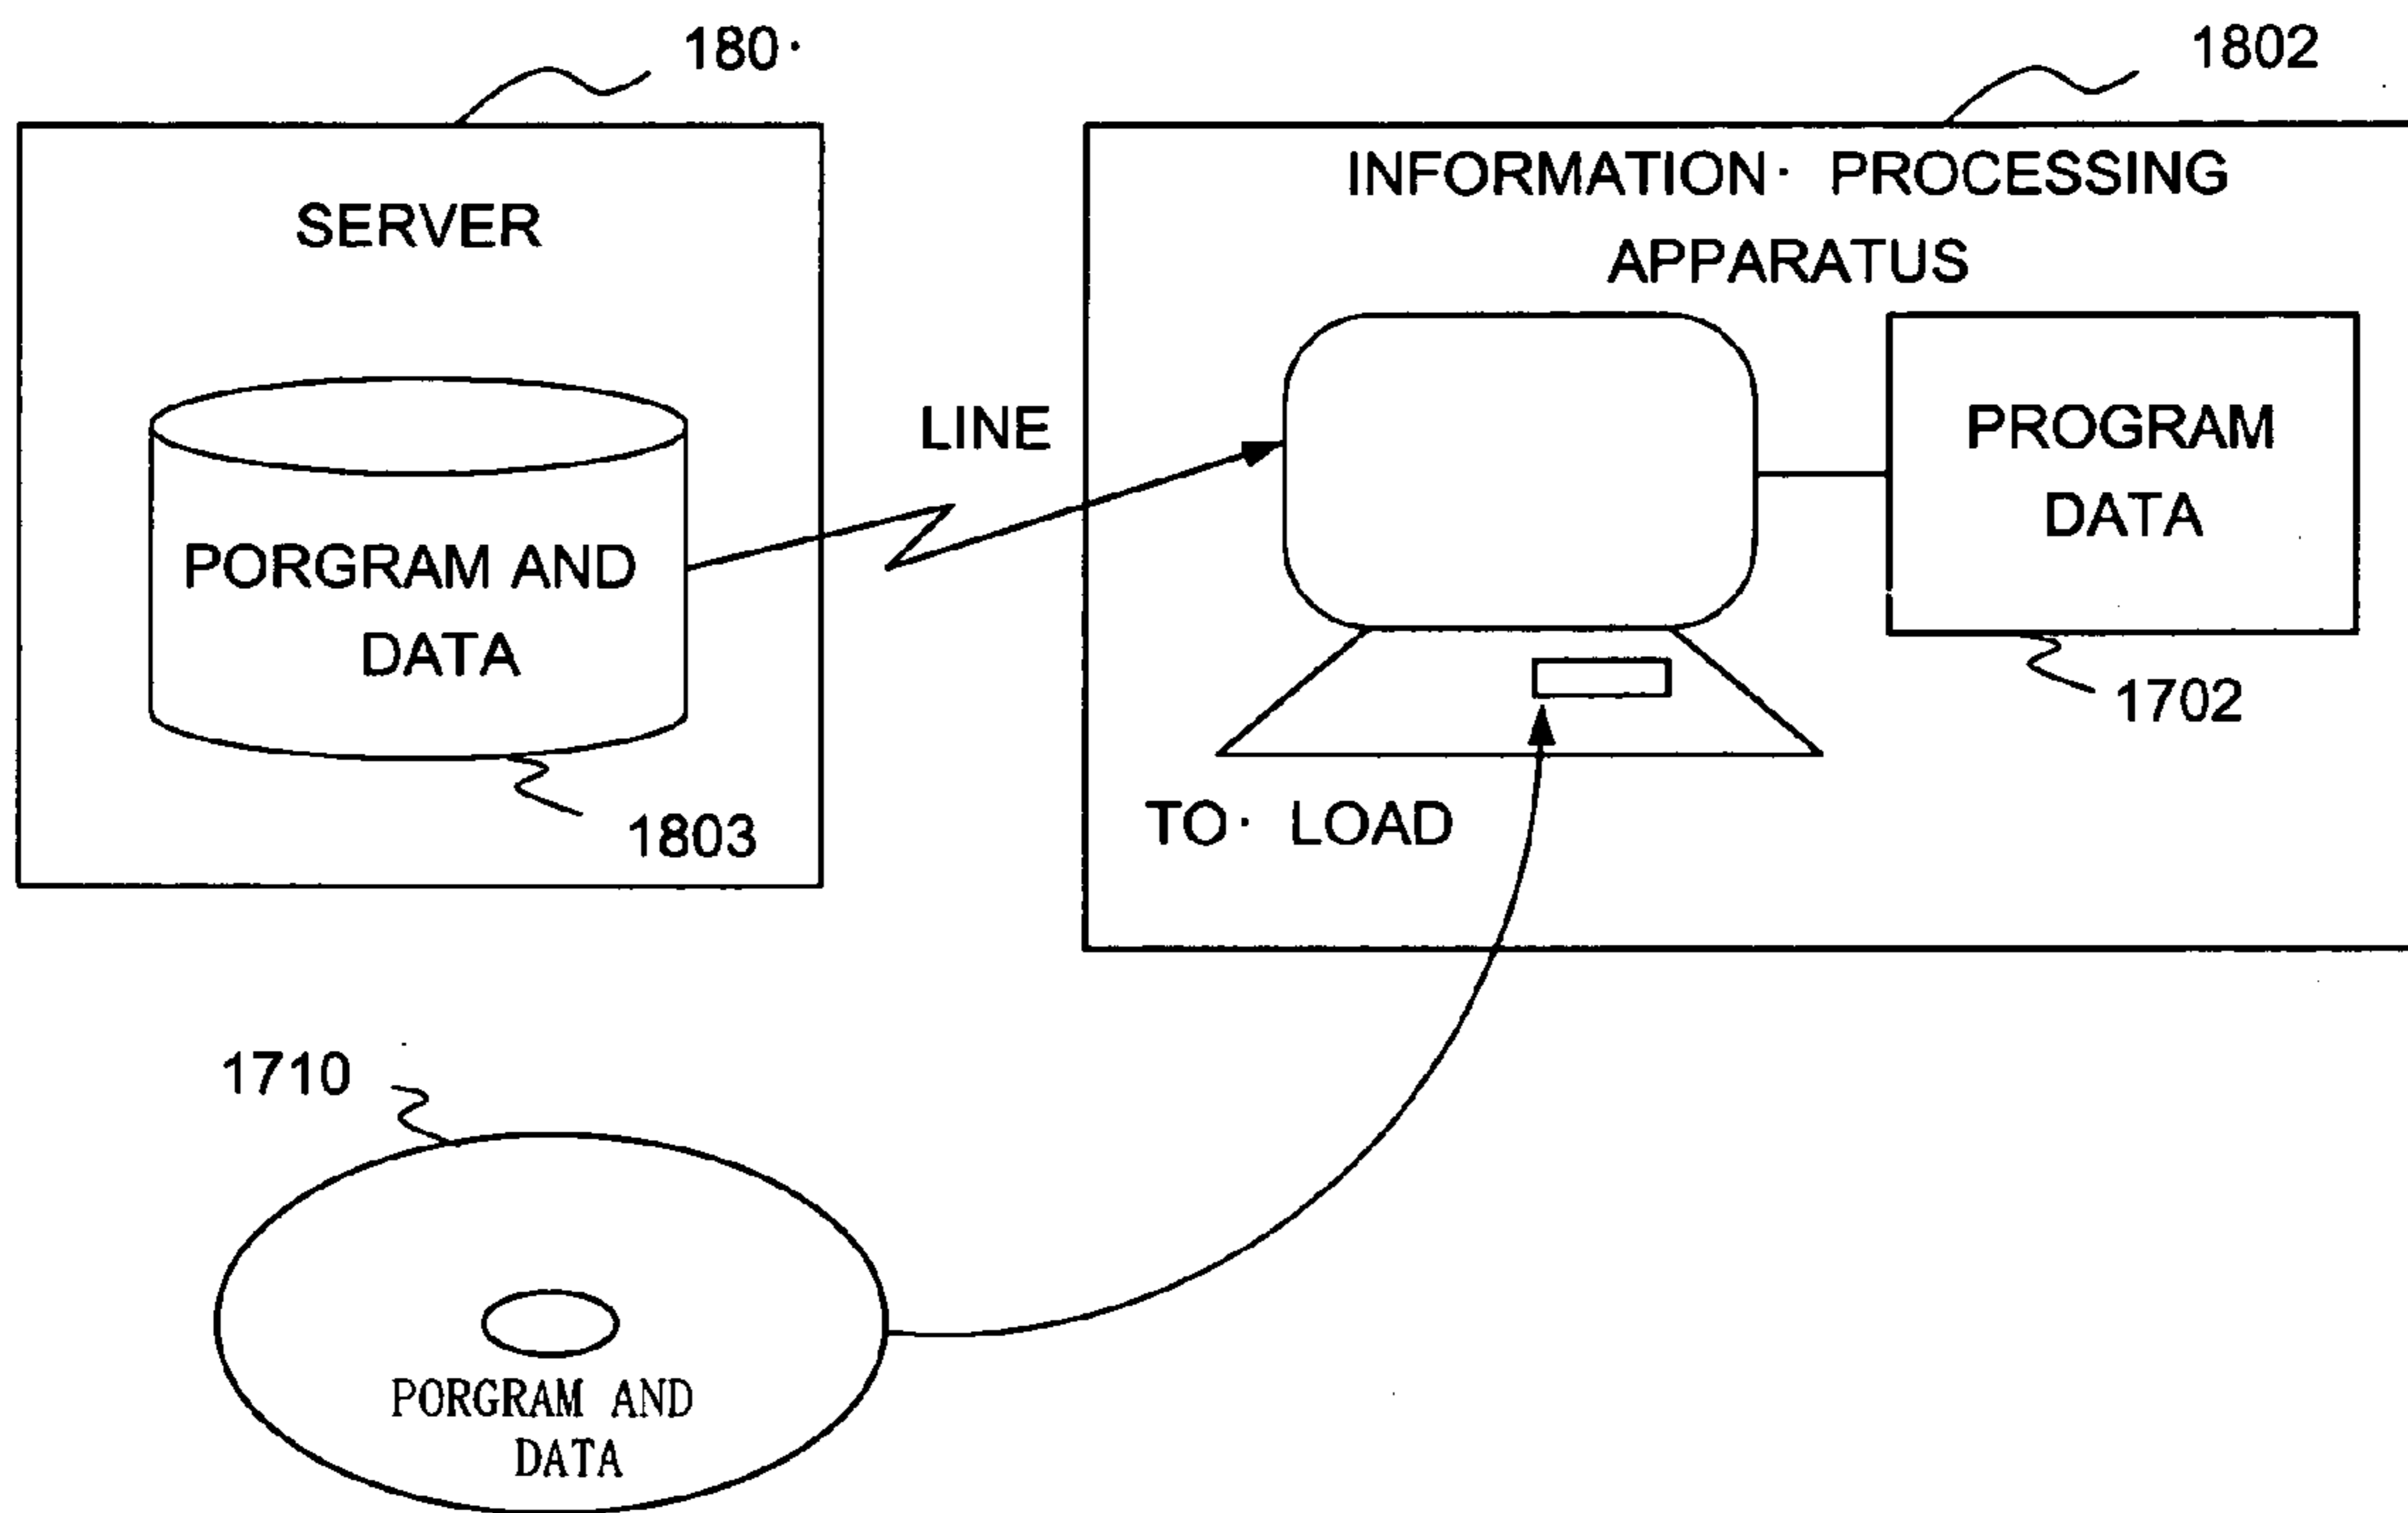 180·
1802
SERVER
PORGRAM AND
DATA
1803
LINE
INFORMATION· PROCESSING
APPARATUS
PROGRAM
DATA
1702
TO· LOAD
1710
PORGRAM AND
DATA